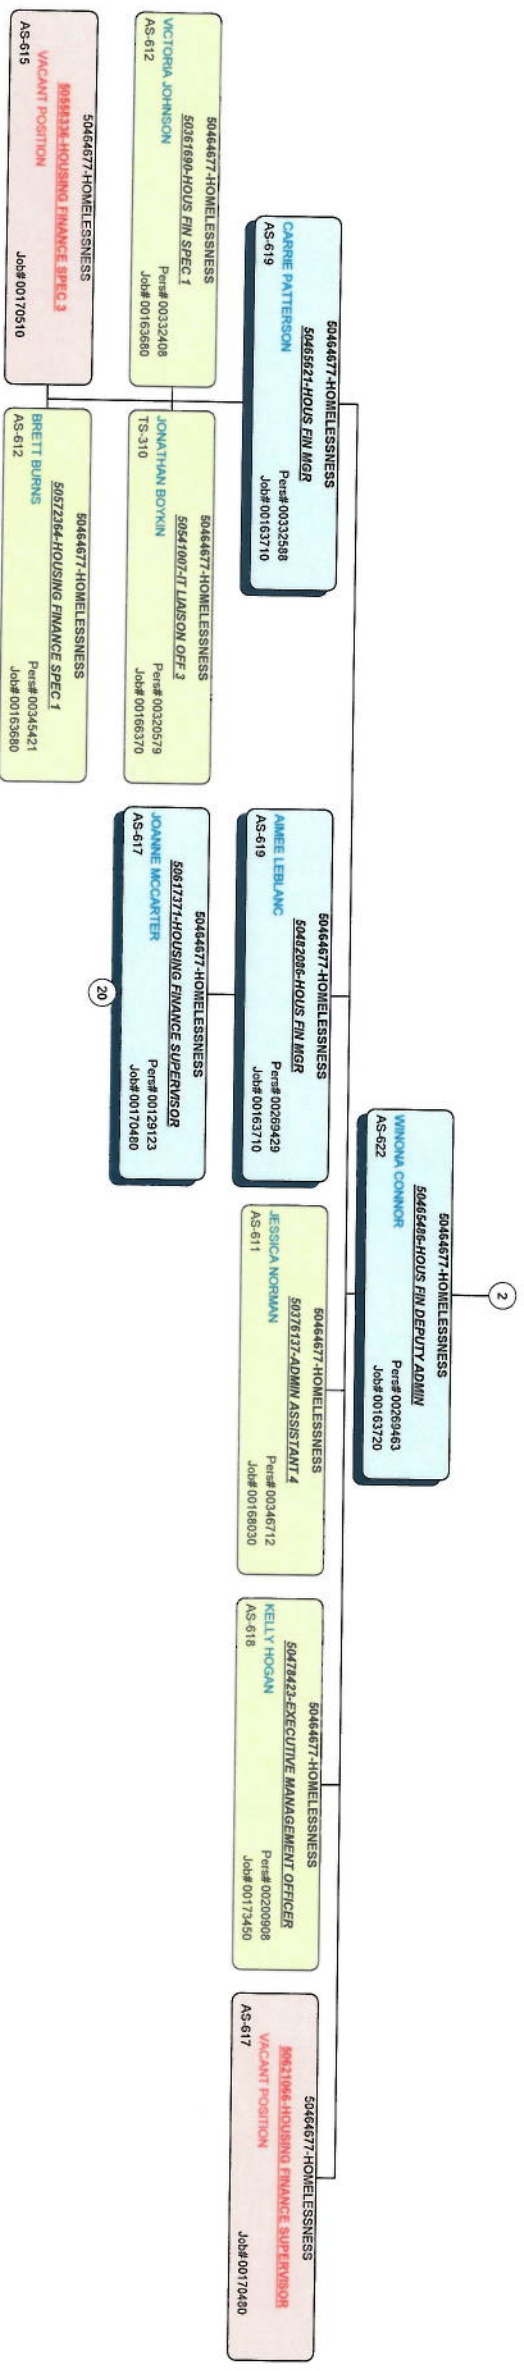 2
50464677-HOMELESSNESS
50465486-HOUS FIN DEPUTY ADMIN
WINONA CONNOR
AS-622
Pers# 00269463
Job# 00163720
50464677-HOMELESSNESS
50465621-HOUS FIN MGR
CARRIE PATTERSON
AS-619
Pers# 00332588
Job# 00163710
50464677-HOMELESSNESS
50482086-HOUS FIN MGR
AIMEE LEBLANC
AS-619
Pers# 00269429
Job# 00163710
50464677-HOMELESSNESS
50376137-ADMIN ASSISTANT 4
JESSICA NORMAN
AS-611
Pers# 00346712
Job# 00168030
50464677-HOMELESSNESS
50478423-EXECUTIVE MANAGEMENT OFFICER
KELLY HOGAN
AS-618
Pers# 00200908
Job# 00173450
50464677-HOMELESSNESS
50621066-HOUSING FINANCE SUPERVISOR
VACANT POSITION
AS-617
Job# 00170480
50464677-HOMELESSNESS
50361690-HOUS FIN SPEC 1
VICTORIA JOHNSON
AS-612
Pers# 00332408
Job# 00163680
50464677-HOMELESSNESS
50541007-IT LIAISON OFF 3
JONATHAN BOYKIN
TS-310
Pers# 00320579
Job# 00166370
50464677-HOMELESSNESS
50617371-HOUSING FINANCE SUPERVISOR
JOANNE MCCARTER
AS-617
Pers# 00129123
Job# 00170480
20
50464677-HOMELESSNESS
50558336-HOUSING FINANCE SPEC 3
VACANT POSITION
AS-615
Job# 00170510
50464677-HOMELESSNESS
50572364-HOUSING FINANCE SPEC 1
BRETT BURNS
AS-612
Pers# 00345421
Job# 00163680